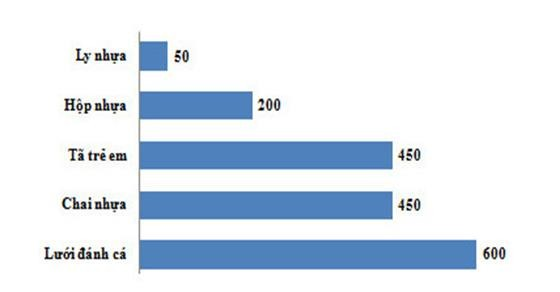 Ly nhựa 50
Hộp nhựa 200
Tã trẻ em 450
Chai nhựa 450
Lưới đánh cá 600